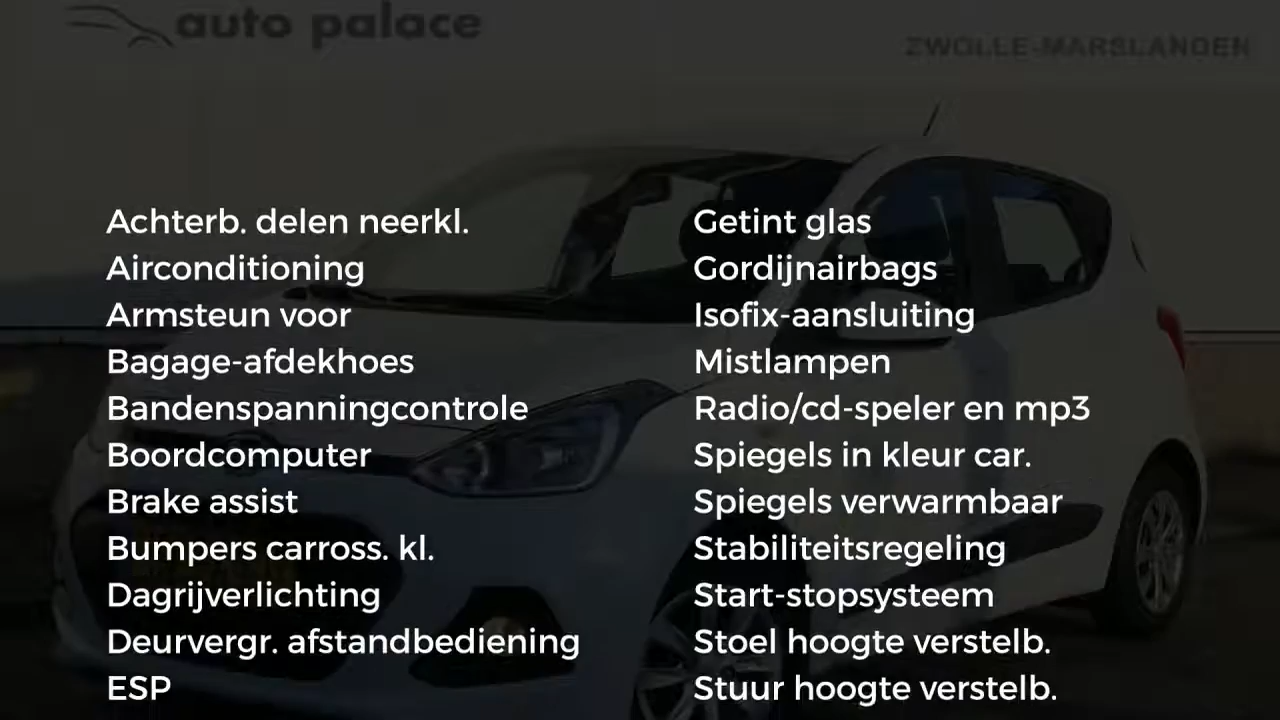 auto palace
ZWOLLE-MARSLANDEN
Achterb. delen neerkl.
Airconditioning
Armsteun voor
Bagage-afdekhoes
Bandenspanningcontrole
Boordcomputer
Brake assist
Bumpers carross. kl.
Dagrijverlichting
Deurvergr. afstandbediening
ESP
Getint glas
Gordijnairbags
Isofix-aansluiting
Mistlampen
Radio/cd-speler en mp3
Spiegels in kleur car.
Spiegels verwarmbaar
Stabiliteitsregeling
Start-stopsysteem
Stoel hoogte verstelb.
Stuur hoogte verstelb.